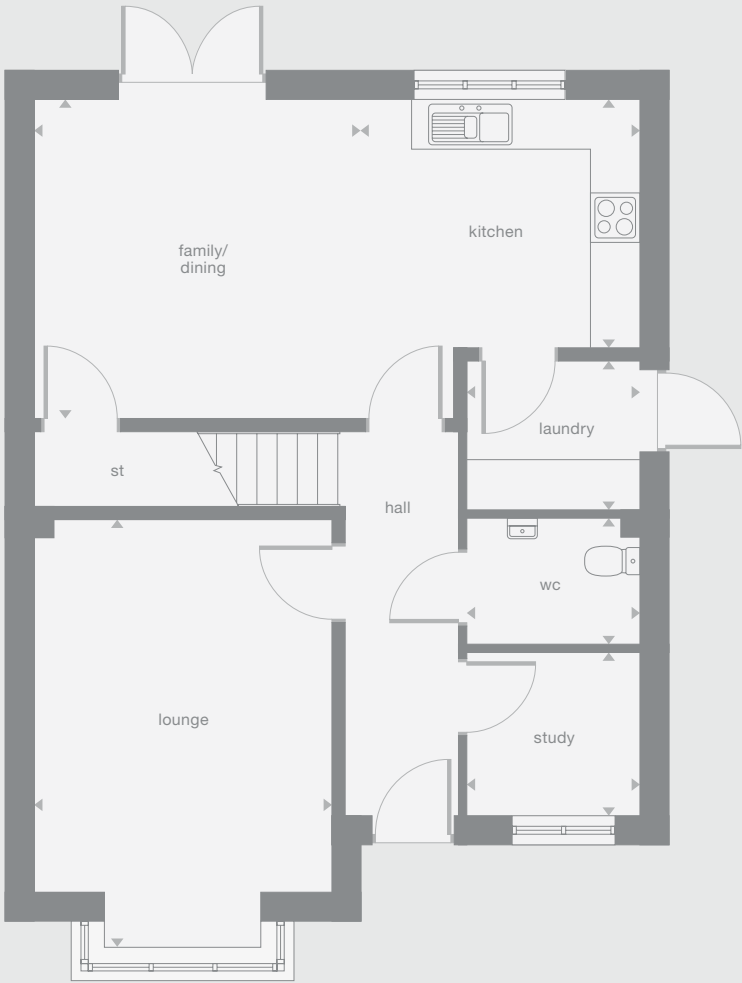 kitchen
family/
dining
laundry
st
hall
wc
lounge
study